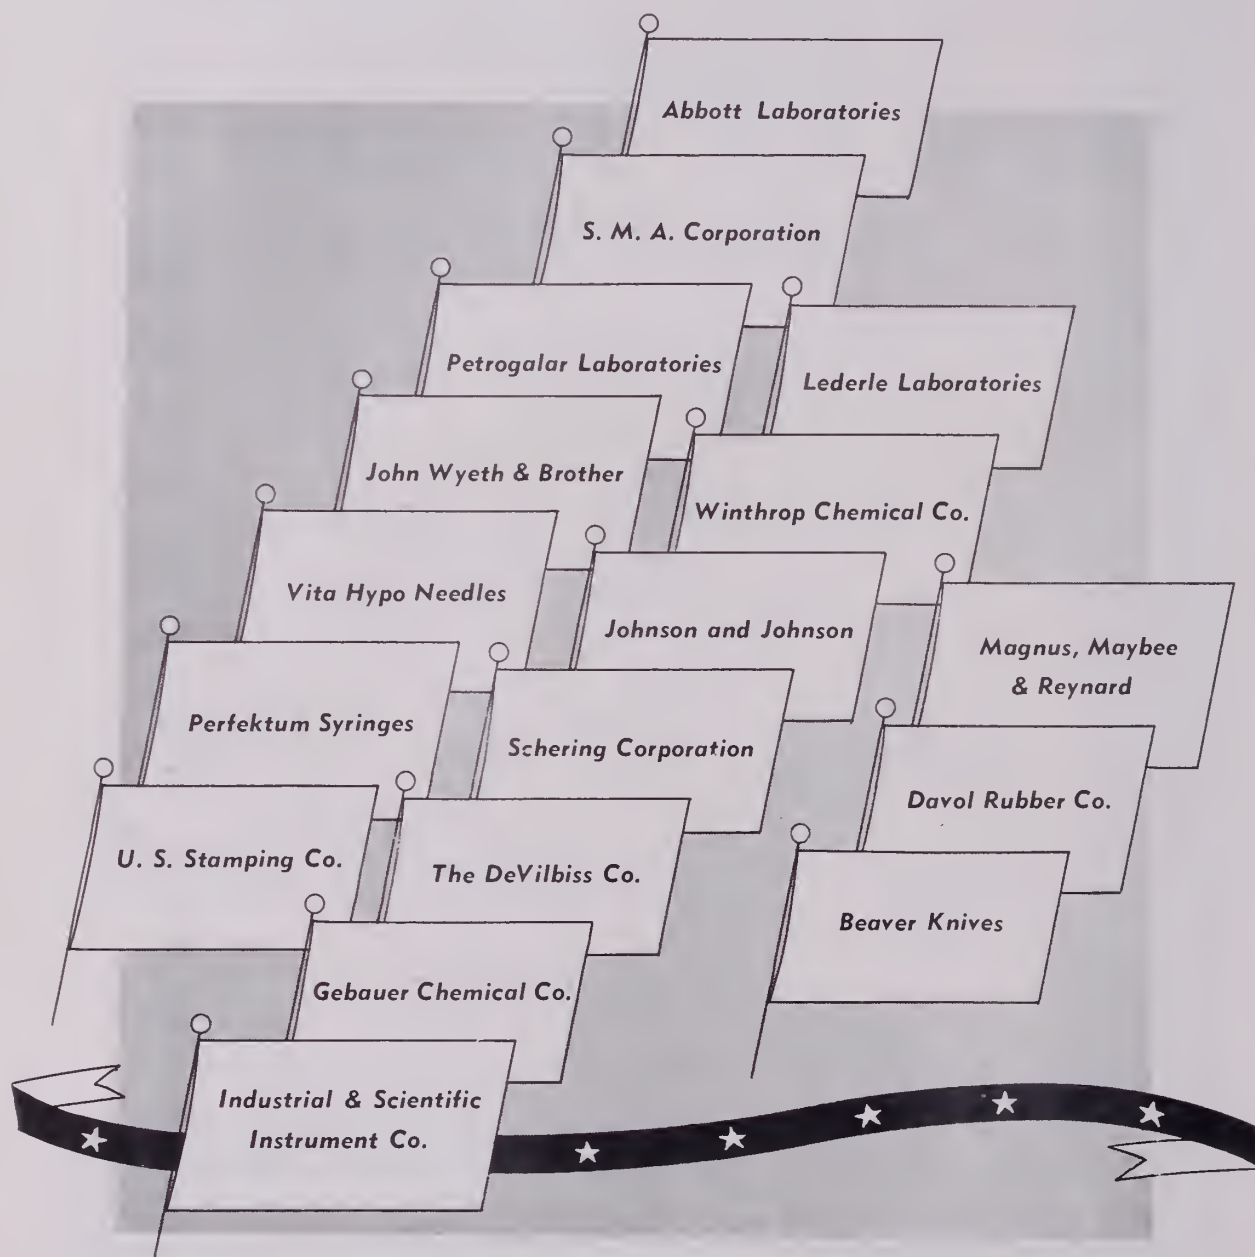 Abbott Laboratories
S. M. A. Corporation
Petrogalar Laboratories
Lederle Laboratories
John Wyeth & Brother
Winthrop Chemical Co.
Vita Hypo Needles
Johnson and Johnson
Magnus, Maybee
& Reynard
Perfektum Syringes
Schering Corporation
Davol Rubber Co.
U. S. Stamping Co.
The DeVilbiss Co.
Beaver Knives
Gebauer Chemical Co.
Industrial & Scientific
Instrument Co.